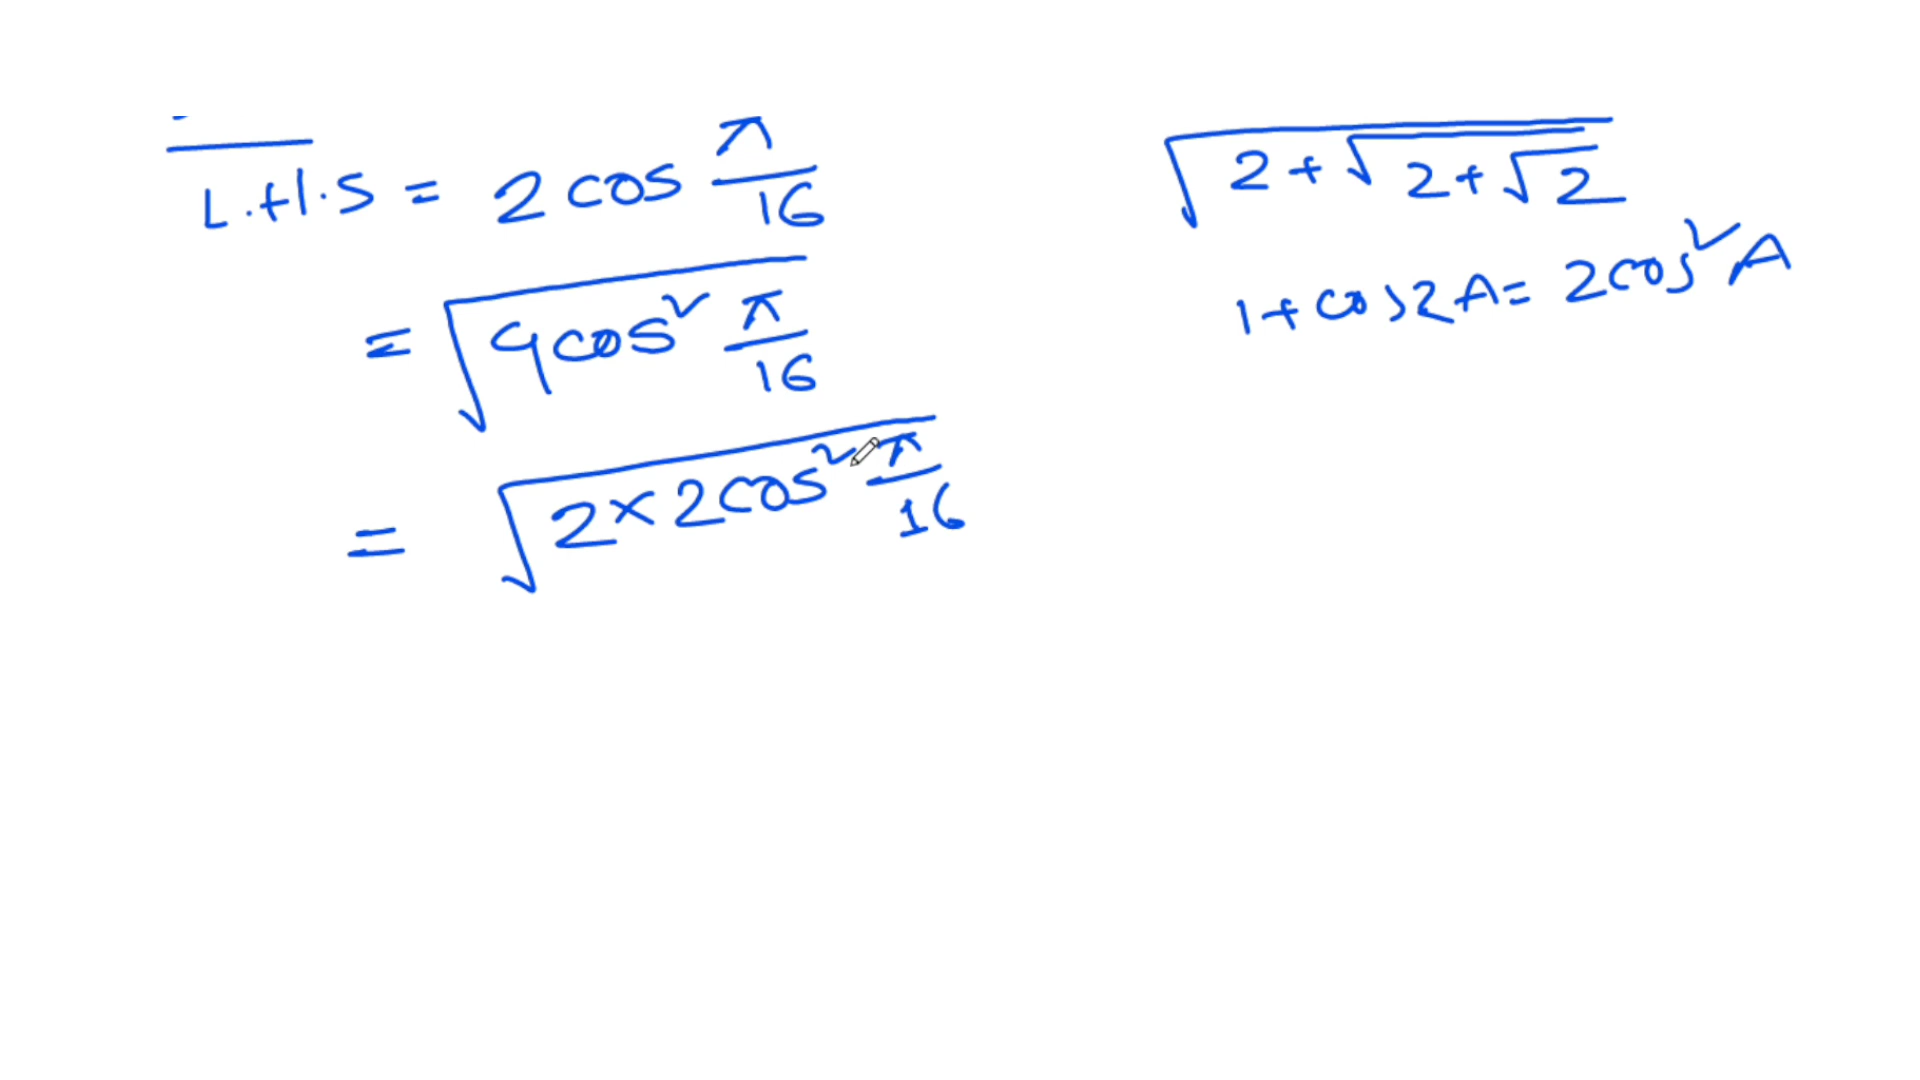 L.H.S = 2 cos π/16
= √(4cos² π/16)
= √(2×2cos² π/16)
√(2+√(2+√2))
1+cos2A= 2cos²A